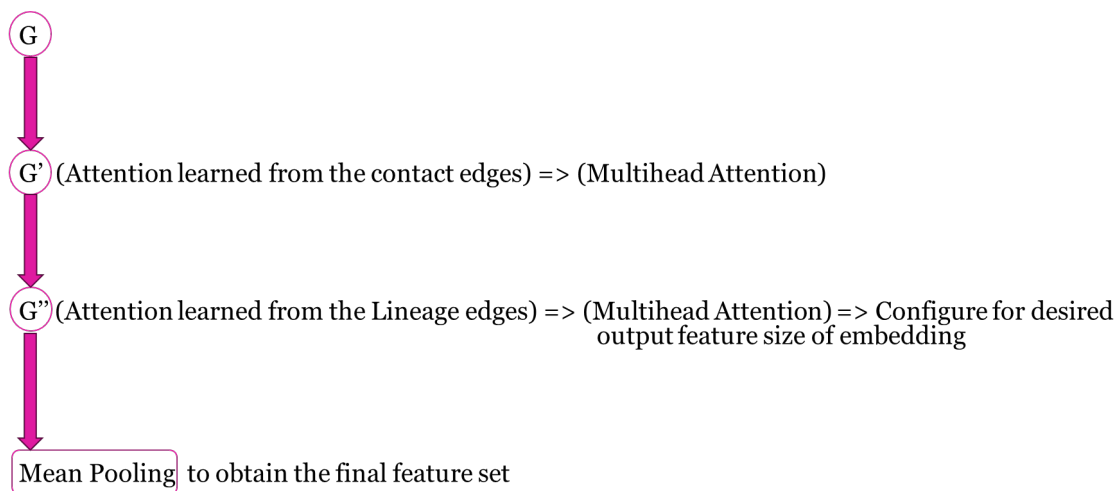 G
G’ (Attention learned from the contact edges) => (Multihead Attention)
G’’ (Attention learned from the Lineage edges) => (Multihead Attention) => Configure for desired
output feature size of embedding
Mean Pooling to obtain the final feature set